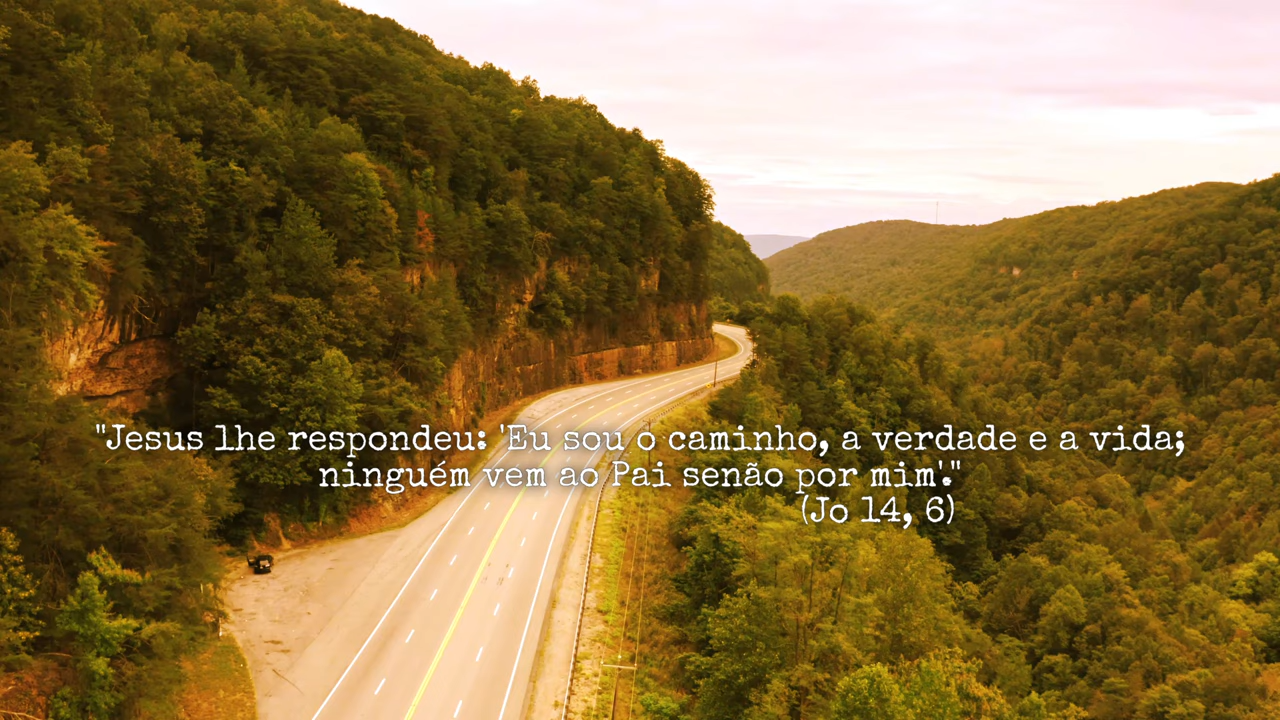 "Jesus lhe respondeu: 'Eu sou o caminho, a verdade e a vida;
ninguém vem ao Pai senão por mim'."
(Jo 14, 6)